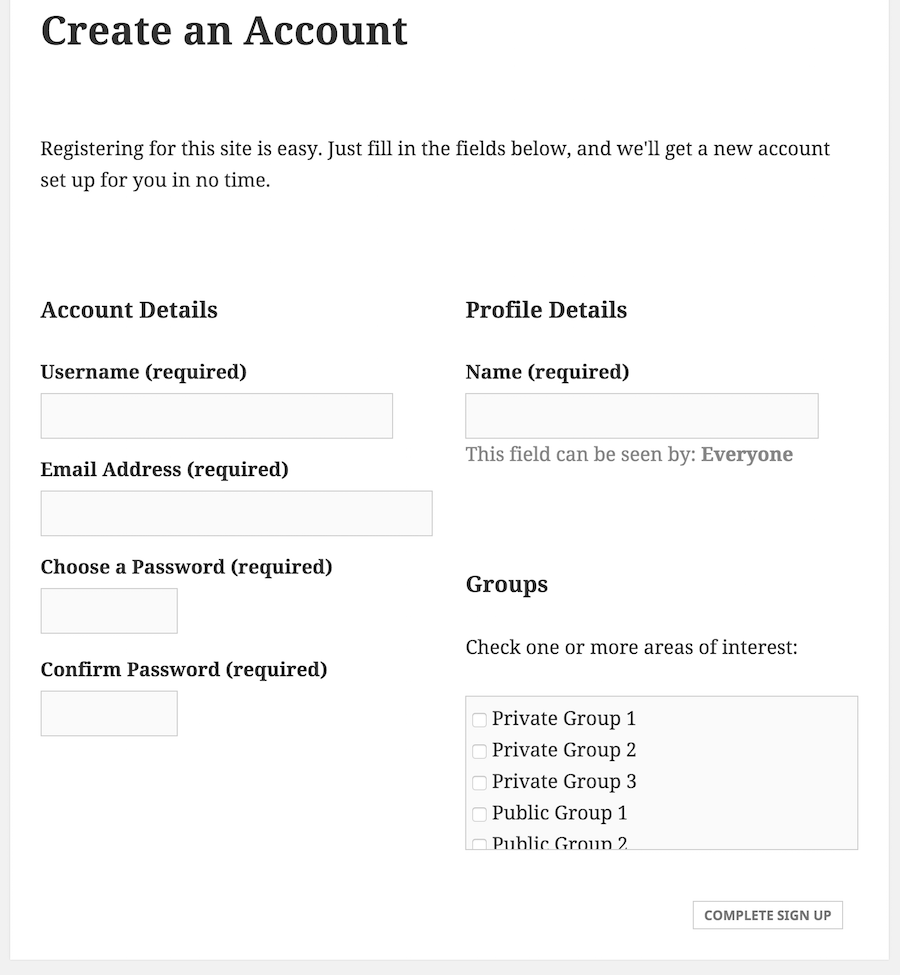 Create an Account
Registering for this site is easy. Just fill in the fields below, and we'll get a new account
set up for you in no time.
Account Details
Username (required)
Email Address (required)
Choose a Password (required)
Confirm Password (required)
Profile Details
Name (required)
This field can be seen by: Everyone
Groups
Check one or more areas of interest:
Private Group 1
Private Group 2
Private Group 3
Public Group 1
Public Group 2
COMPLETE SIGN UP